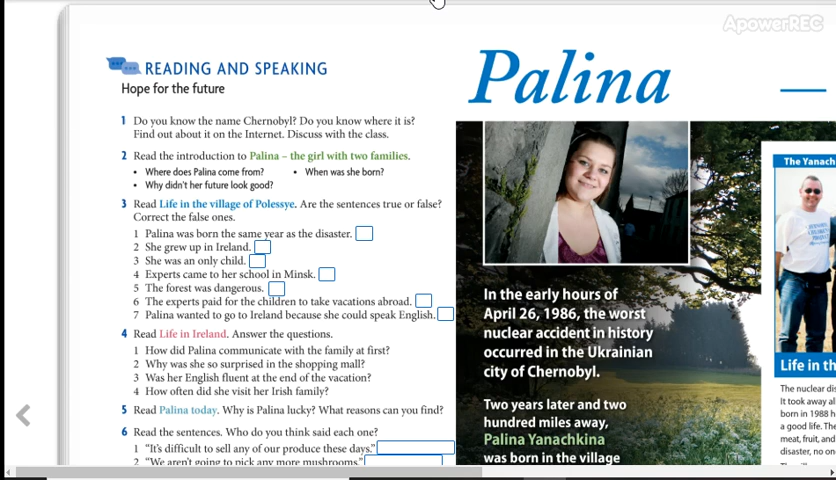 ApowerREC
READING AND SPEAKING
Hope for the future
1 Do you know the name Chernobyl? Do you know where it is?
Find out about it on the Internet. Discuss with the class.
2 Read the introduction to Palina – the girl with two families.
• Where does Palina come from? • When was she born?
• Why didn't her future look good?
3 Read Life in the village of Polessye. Are the sentences true or false?
Correct the false ones.
1 Palina was born the same year as the disaster.
2 She grew up in Ireland.
3 She was an only child.
4 Experts came to her school in Minsk.
5 The forest was dangerous.
6 The experts paid for the children to take vacations abroad.
7 Palina wanted to go to Ireland because she could speak English.
4 Read Life in Ireland. Answer the questions.
1 How did Palina communicate with the family at first?
2 Why was she so surprised in the shopping mall?
3 Was her English fluent at the end of the vacation?
4 How often did she visit her Irish family?
5 Read Palina today. Why is Palina lucky? What reasons can you find?
6 Read the sentences. Who do you think said each one?
1 "It's difficult to sell any of our produce these days."
2 "We aren't going to pick any more mushrooms."
Palina —
In the early hours of
April 26, 1986, the worst
nuclear accident in history
occurred in the Ukrainian
city of Chernobyl.
Two years later and two
hundred miles away,
Palina Yanachkina
was born in the village
The Yanach
Life in th
The nuclear dis
It took away al
born in 1988 h
a good life. The
meat, fruit, and
disaster, no on